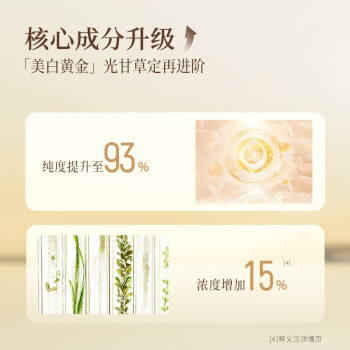 核心成分升级
「美白黄金」光甘草定再进阶
纯度提升至93%
浓度增加15%[4]
[4]释义见详情页